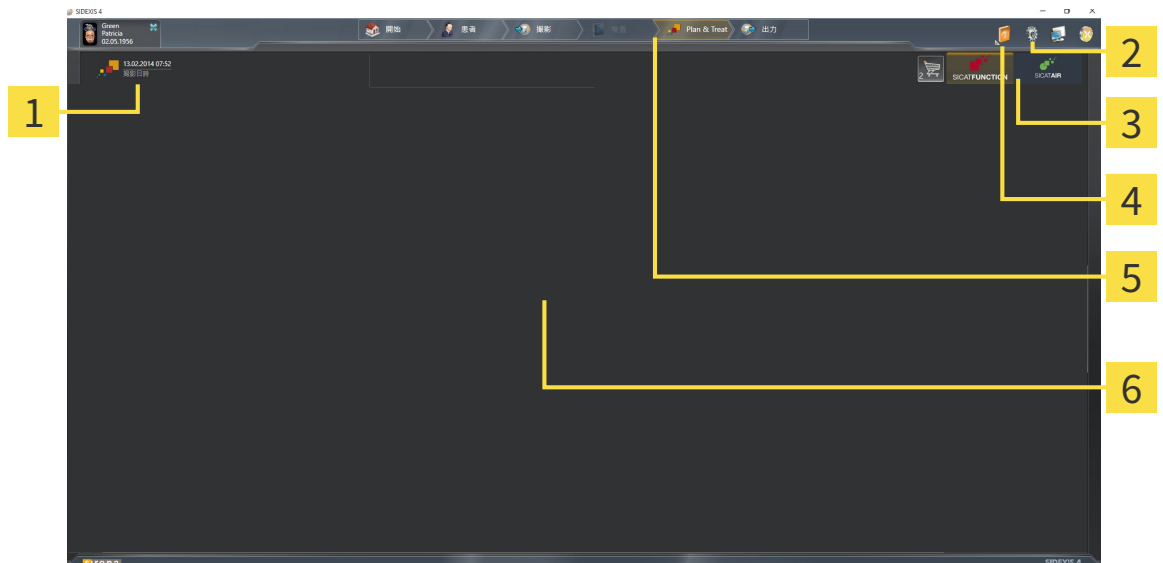 SIDEXIS 4
Green
Patricia
02.05.1956
開始
患者
撮影
Plan & Treat
出力
13.02.2014 07:52
撮影日時
2
SICATFUNCTION
SICATAIR
1
2
3
4
5
6
SIDEXIS 4